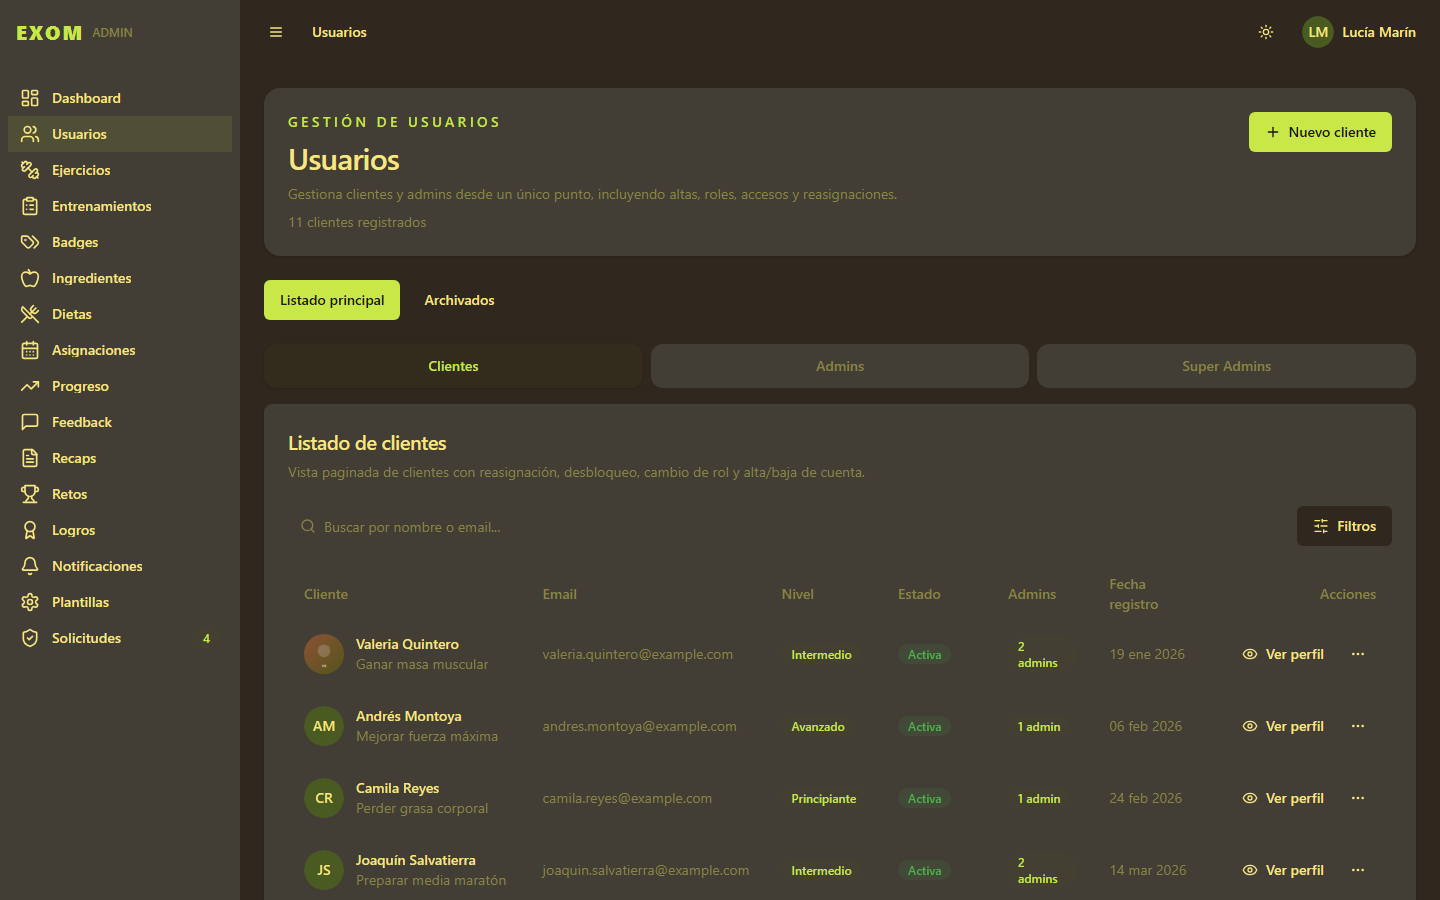 EXOM ADMIN
Usuarios
LM Lucía Marín
Dashboard
Usuarios
Ejercicios
Entrenamientos
Badges
Ingredientes
Dietas
Asignaciones
Progreso
Feedback
Recaps
Retos
Logros
Notificaciones
Plantillas
Solicitudes 4
GESTIÓN DE USUARIOS
Usuarios
Gestiona clientes y admins desde un único punto, incluyendo altas, roles, accesos y reasignaciones.
11 clientes registrados
Nuevo cliente
Listado principal Archivados
Clientes Admins Super Admins
Listado de clientes
Vista paginada de clientes con reasignación, desbloqueo, cambio de rol y alta/baja de cuenta.
Buscar por nombre o email... Filtros
Cliente Email Nivel Estado Admins Fecha registro Acciones
Valeria Quintero
Ganar masa muscular
valeria.quintero@example.com Intermedio Activa 2 admins 19 ene 2026 Ver perfil
AM Andrés Montoya
Mejorar fuerza máxima
andres.montoya@example.com Avanzado Activa 1 admin 06 feb 2026 Ver perfil
CR Camila Reyes
Perder grasa corporal
camila.reyes@example.com Principiante Activa 1 admin 24 feb 2026 Ver perfil
JS Joaquín Salvatierra
Preparar media maratón
joaquin.salvatierra@example.com Intermedio Activa 2 admins 14 mar 2026 Ver perfil